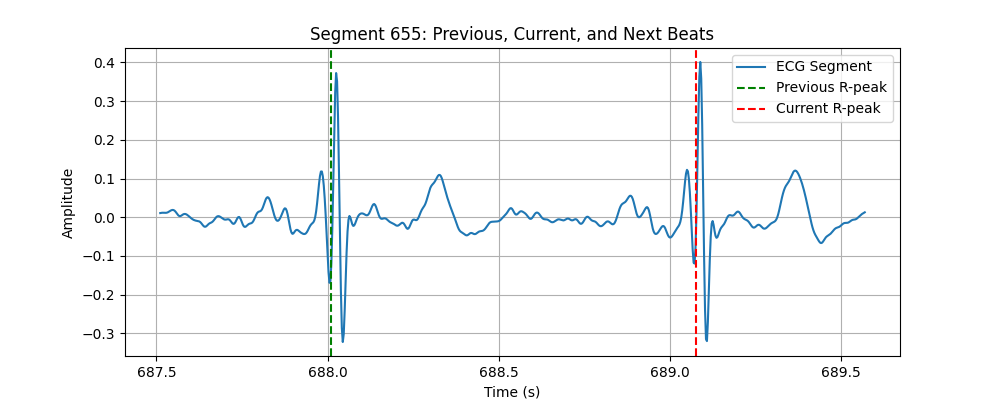 Segment 655: Previous, Current, and Next Beats
ECG Segment
Previous R-peak
Current R-peak
Amplitude
0.4
0.3
0.2
0.1
0.0
−0.1
−0.2
−0.3
687.5
688.0
688.5
689.0
689.5
Time (s)